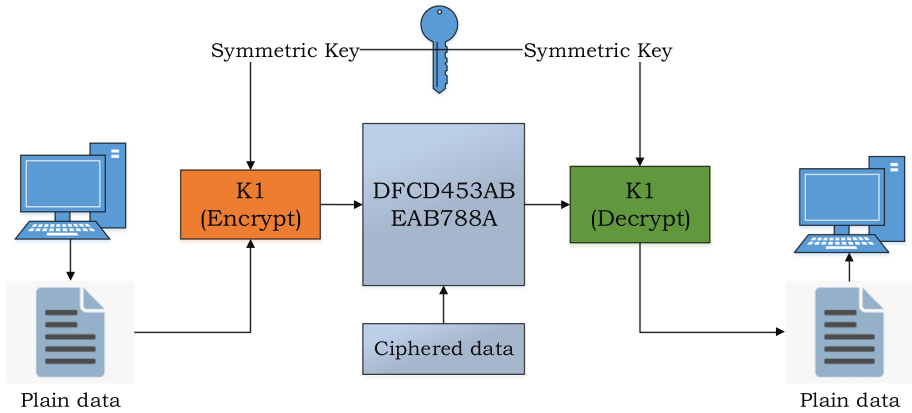 Symmetric Key
Symmetric Key
K1
(Encrypt)
DFCD453AB
EAB788A
K1
(Decrypt)
Ciphered data
Plain data
Plain data